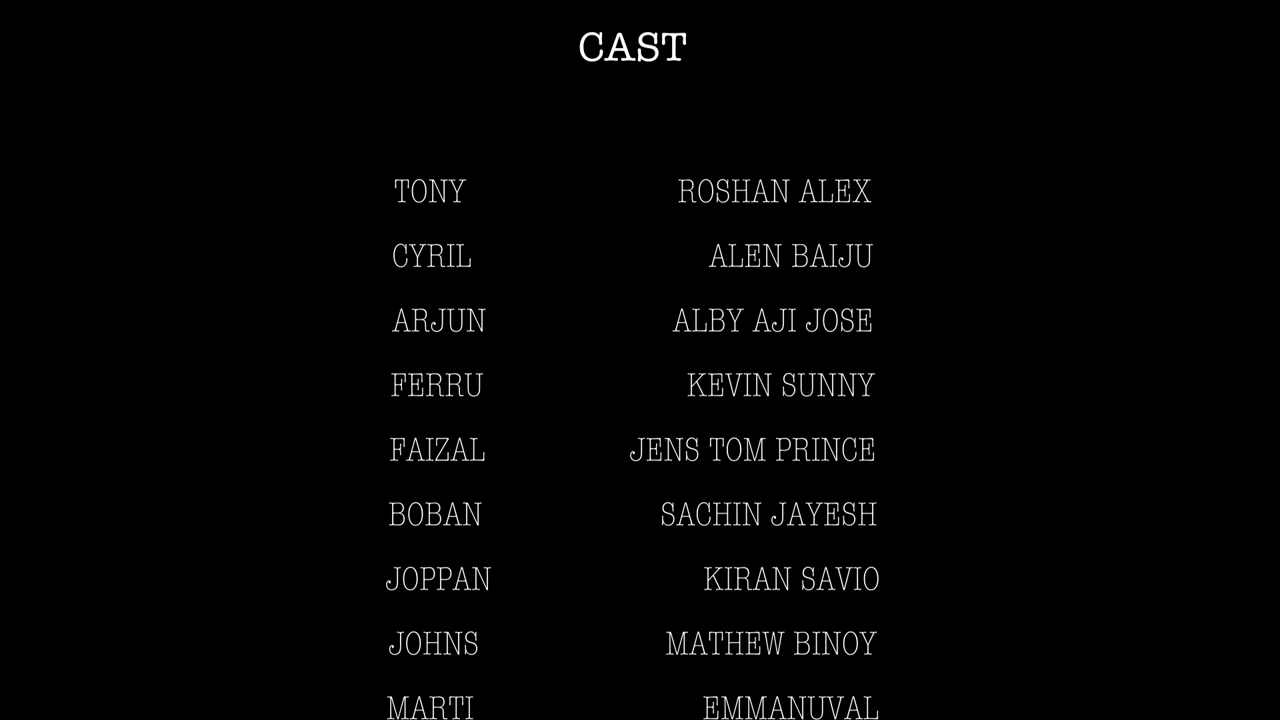 CAST
TONY ROSHAN ALEX
CYRIL ALEN BAIJU
ARJUN ALBY AJI JOSE
FERRU KEVIN SUNNY
FAIZAL JENS TOM PRINCE
BOBAN SACHIN JAYESH
JOPPAN KIRAN SAVIO
JOHNS MATHEW BINOY
MARTI EMMANUVAL